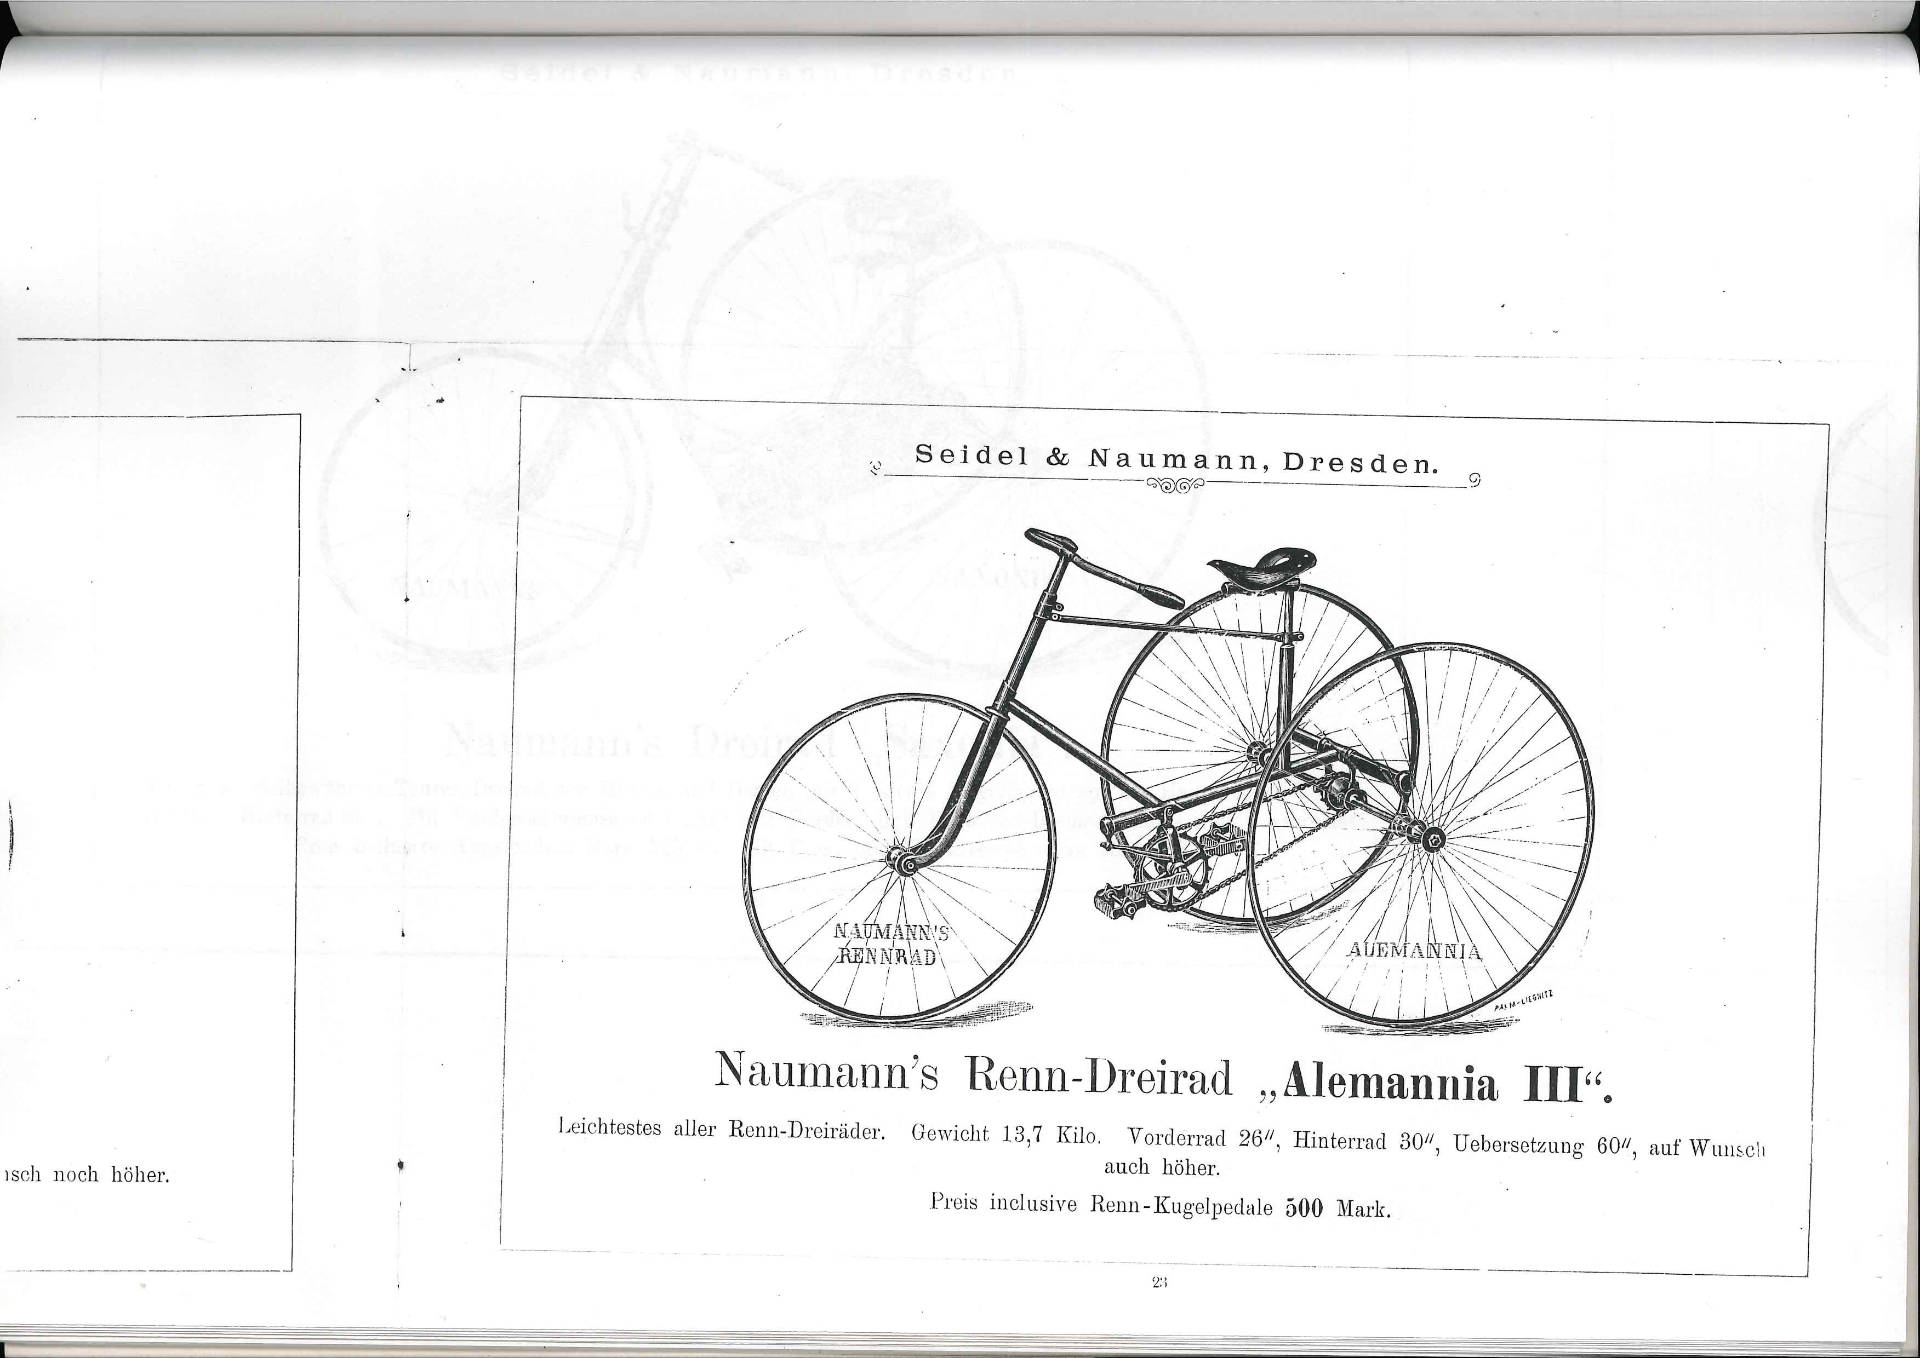 nsch noch höher.
Seidel & Naumann, Dresden.
NAUMANN'S
RENNRAD
ALEMANNIA
PALM-LIEGNITZ
Naumann's Renn-Dreirad „Alemannia III“.
Leichtestes aller Renn-Dreiräder. Gewicht 13,7 Kilo. Vorderrad 26″, Hinterrad 30″, Uebersetzung 60″, auf Wunsch
auch höher.
Preis inclusive Renn-Kugelpedale 500 Mark.
23